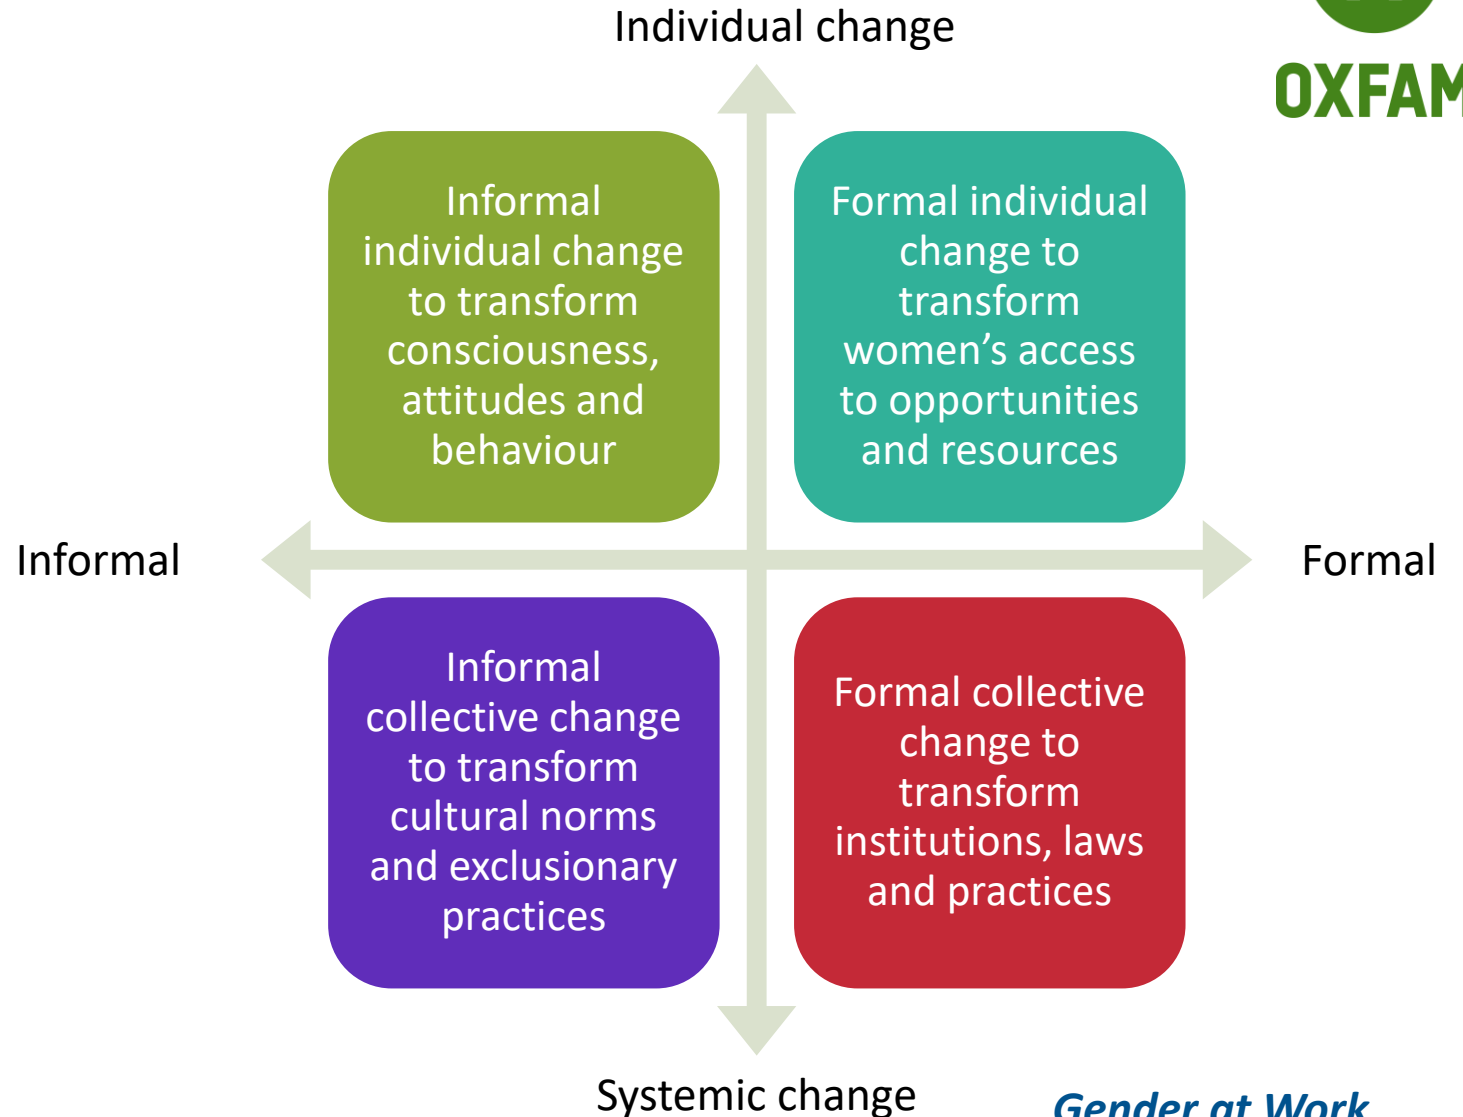 Individual change
OXFAM
Informal
individual change
to transform
consciousness,
attitudes and
behaviour
Formal individual
change to
transform
women’s access
to opportunities
and resources
Informal
Formal
Informal
collective change
to transform
cultural norms
and exclusionary
practices
Formal collective
change to
transform
institutions, laws
and practices
Systemic change
Gender at Work